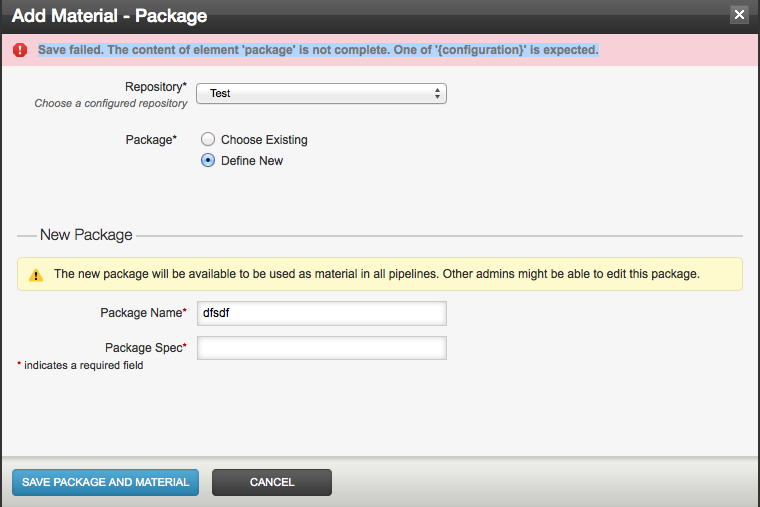 Add Material - Package
Save failed. The content of element 'package' is not complete. One of '{configuration}' is expected.
Repository*
Choose a configured repository
Test
Package*
Choose Existing
Define New
New Package
The new package will be available to be used as material in all pipelines. Other admins might be able to edit this package.
Package Name*
dfsdf
Package Spec*
* indicates a required field
SAVE PACKAGE AND MATERIAL
CANCEL